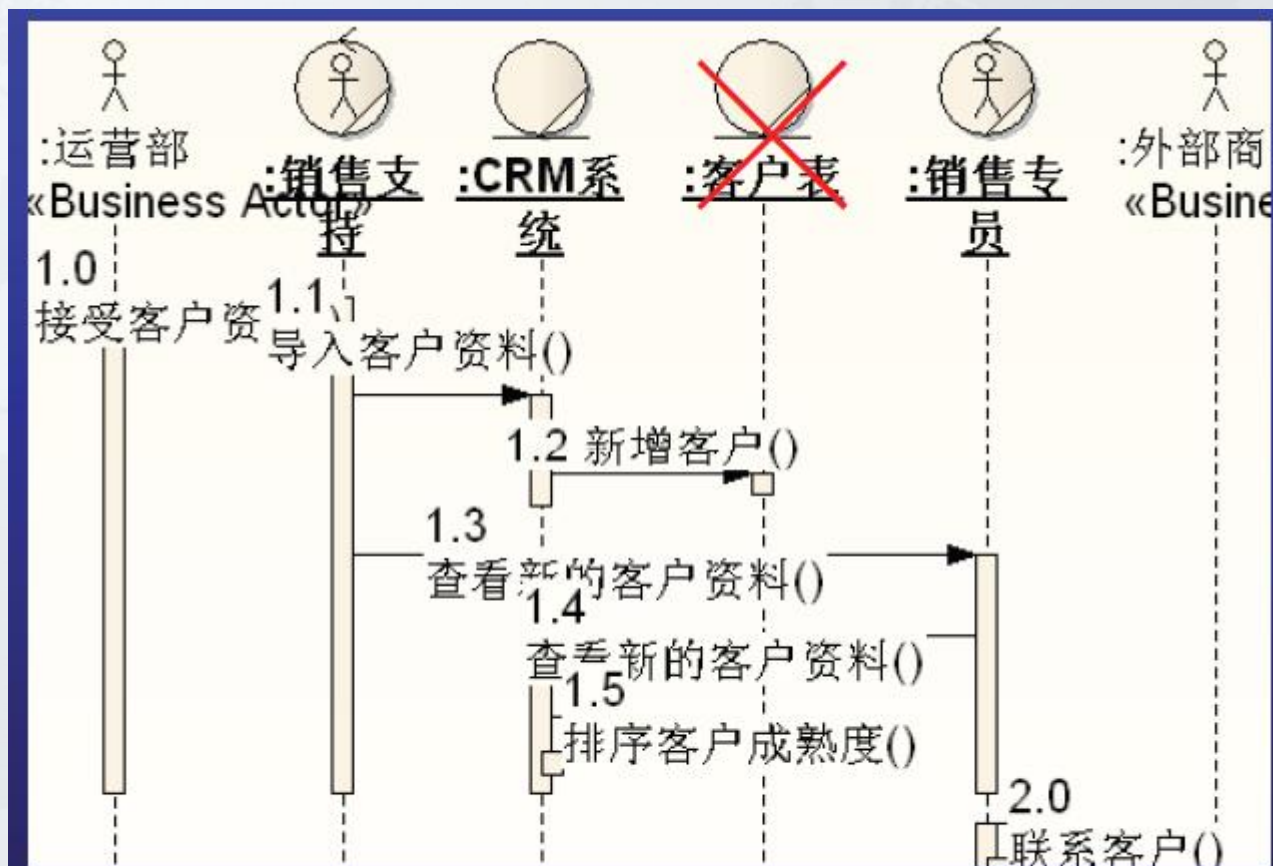 :运营部
«Business Actor»
:销售支
持
:CRM系
统
:客户表
:销售专
员
:外部商
«Busine
1.0
接受客户资
1.1
导入客户资料()
1.2 新增客户()
1.3
查看新的客户资料()
1.4
查看新的客户资料()
1.5
排序客户成熟度()
2.0
联系客户()